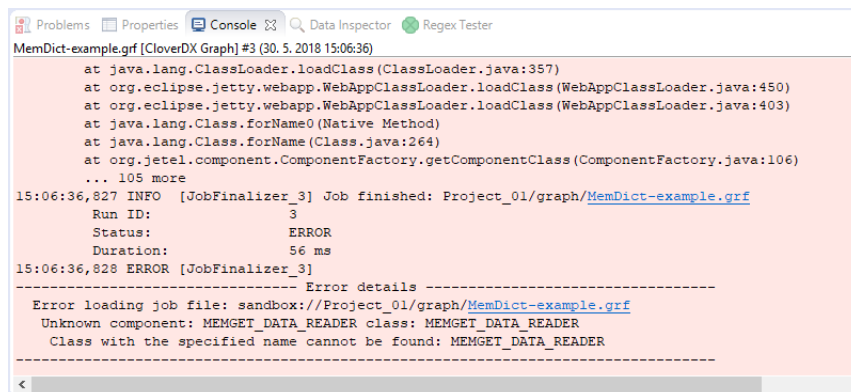 Problems Properties Console Data Inspector Regex Tester
MemDict-example.grf [CloverDX Graph] #3 (30. 5. 2018 15:06:36)
at java.lang.ClassLoader.loadClass(ClassLoader.java:357)
at org.eclipse.jetty.webapp.WebAppClassLoader.loadClass(WebAppClassLoader.java:450)
at org.eclipse.jetty.webapp.WebAppClassLoader.loadClass(WebAppClassLoader.java:403)
at java.lang.Class.forName0(Native Method)
at java.lang.Class.forName(Class.java:264)
at org.jetel.component.ComponentFactory.getComponentClass(ComponentFactory.java:106)
... 105 more
15:06:36,827 INFO [JobFinalizer_3] Job finished: Project_01/graph/MemDict-example.grf
Run ID: 3
Status: ERROR
Duration: 56 ms
15:06:36,828 ERROR [JobFinalizer_3]
-------------------------------- Error details ---------------------------------
Error loading job file: sandbox://Project_01/graph/MemDict-example.grf
Unknown component: MEMGET_DATA_READER class: MEMGET_DATA_READER
Class with the specified name cannot be found: MEMGET_DATA_READER
--------------------------------------------------------------------------------